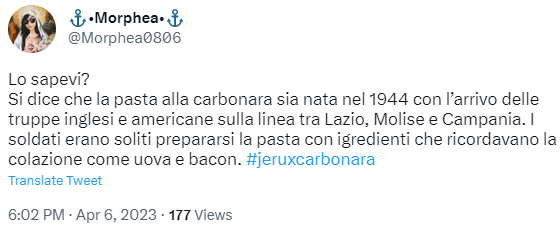 ⚓•Morphea•⚓
@Morphea0806
Lo sapevi?
Si dice che la pasta alla carbonara sia nata nel 1944 con l'arrivo delle
truppe inglesi e americane sulla linea tra Lazio, Molise e Campania. I
soldati erano soliti prepararsi la pasta con igredienti che ricordavano la
colazione come uova e bacon. #jeruxcarbonara
Translate Tweet
6:02 PM · Apr 6, 2023 · 177 Views